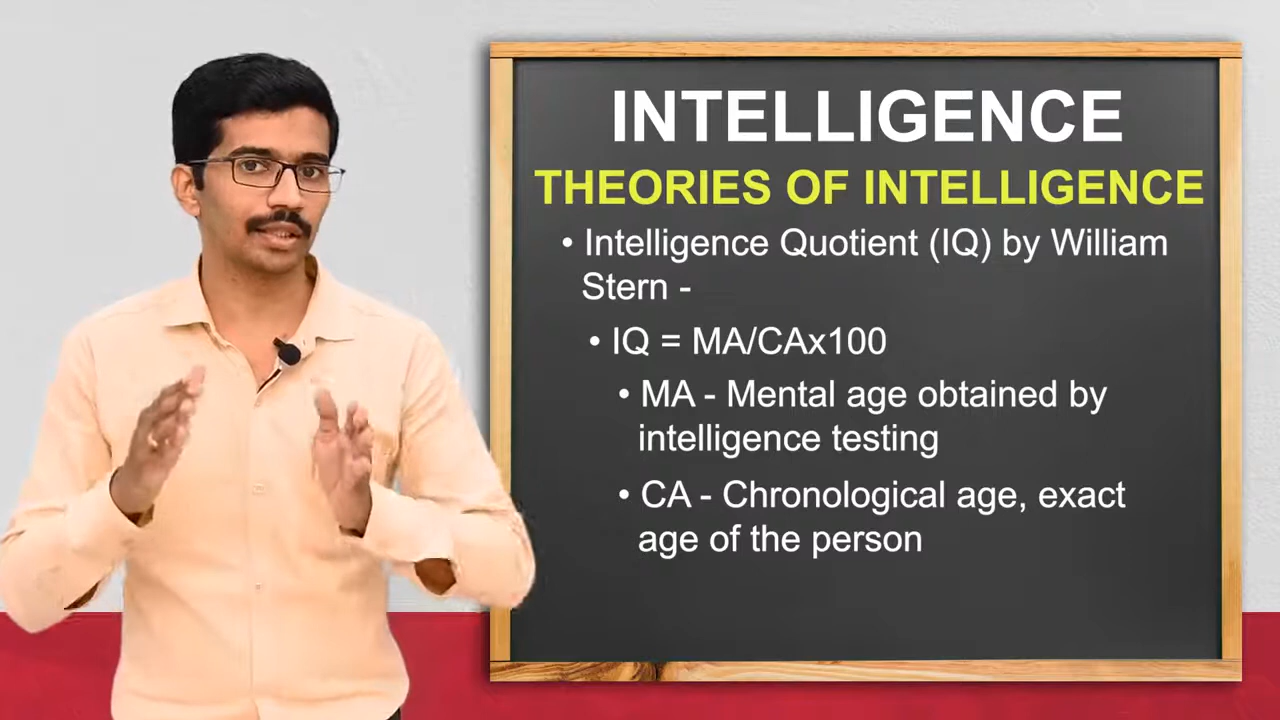 INTELLIGENCE
THEORIES OF INTELLIGENCE
• Intelligence Quotient (IQ) by William
Stern -
• IQ = MA/CAx100
• MA - Mental age obtained by
intelligence testing
• CA - Chronological age, exact
age of the person